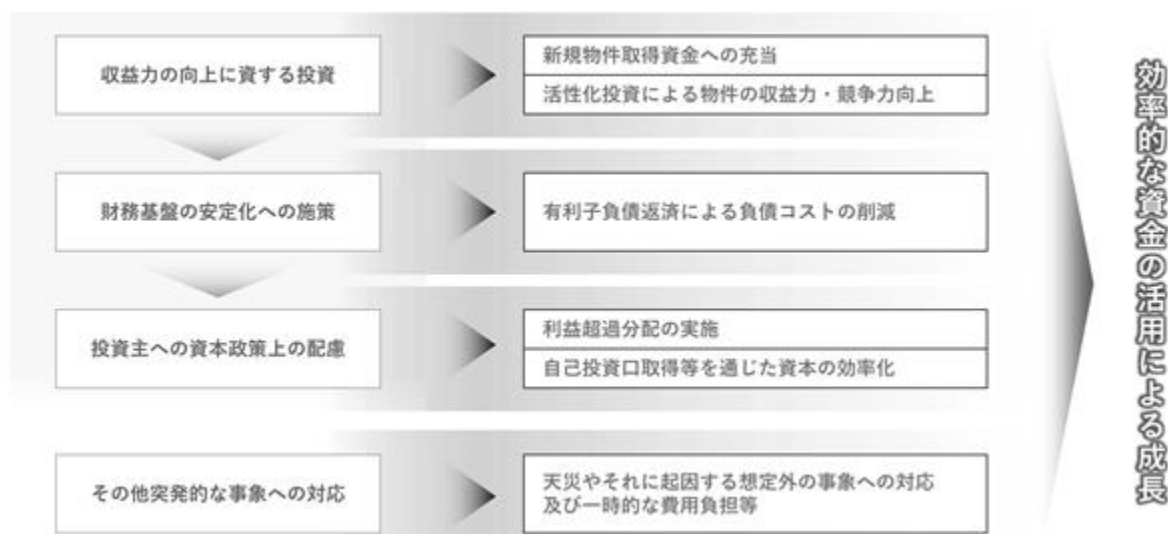 収益力の向上に資する投資
新規物件取得資金への充当
活性化投資による物件の収益力・競争力向上
財務基盤の安定化への施策
有利子負債返済による負債コストの削減
投資主への資本政策上の配慮
利益超過分配の実施
自己投資口取得等を通じた資本の効率化
その他突発的な事象への対応
天災やそれに起因する想定外の事象への対応
及び一時的な費用負担等
効率的な資金の活用による成長